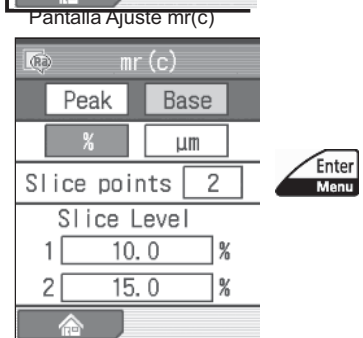 Pantalla Ajuste mr(c)
Ra
mr(c)
Peak Base
% μm
Slice points 2
Slice Level
1 10.0 %
2 15.0 %
Enter
Menu